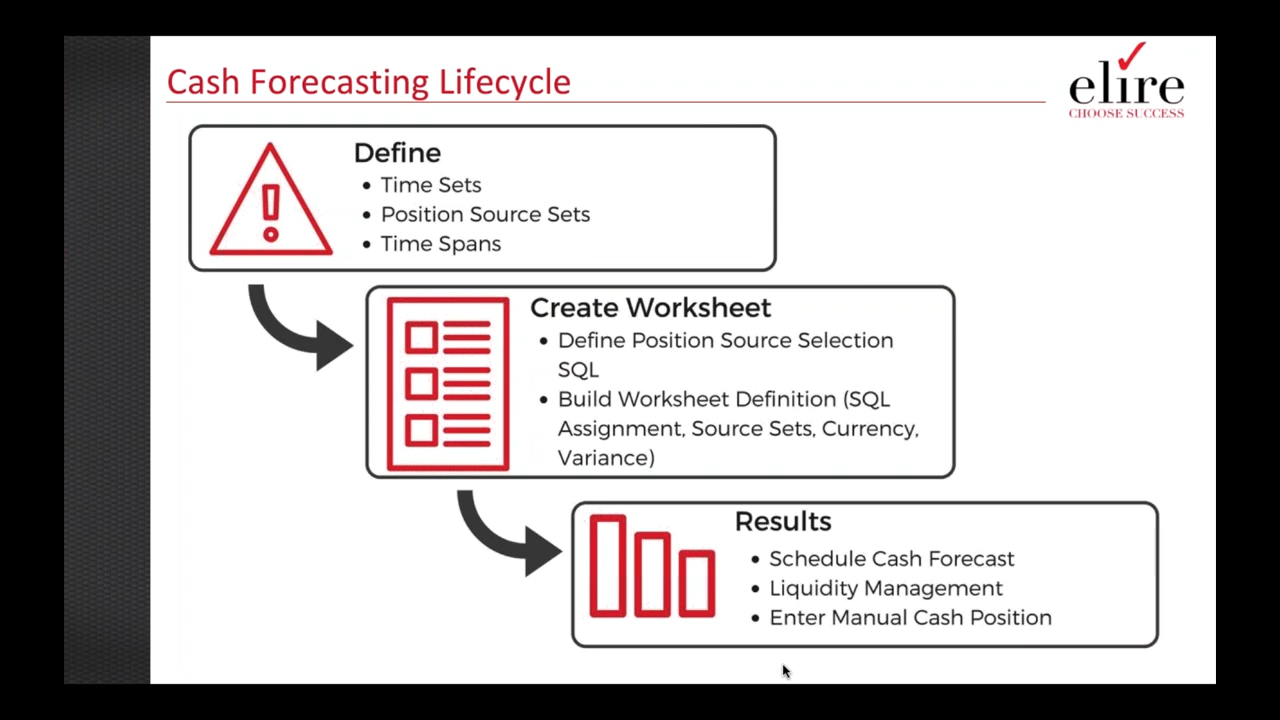 Cash Forecasting Lifecycle
elire
CHOOSE SUCCESS
Define
• Time Sets
• Position Source Sets
• Time Spans
Create Worksheet
• Define Position Source Selection
SQL
• Build Worksheet Definition (SQL
Assignment, Source Sets, Currency,
Variance)
Results
• Schedule Cash Forecast
• Liquidity Management
• Enter Manual Cash Position